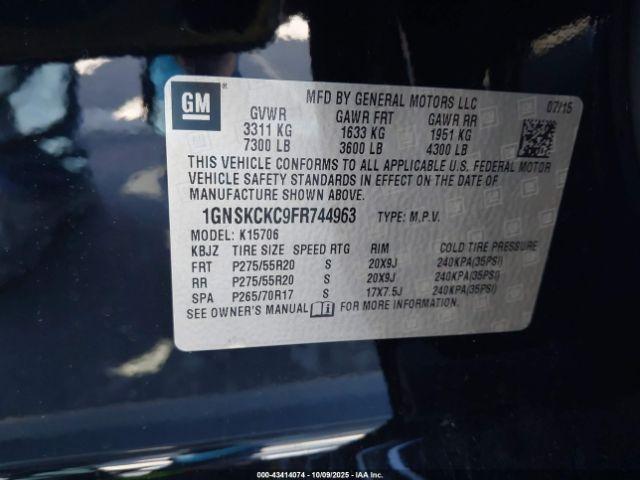 GM
MFD BY GENERAL MOTORS LLC 07/15
GVWR GAWR FRT GAWR RR
3311 KG 1633 KG 1951 KG
7300 LB 3600 LB 4300 LB
THIS VEHICLE CONFORMS TO ALL APPLICABLE U.S. FEDERAL MOTOR
VEHICLE SAFETY STANDARDS IN EFFECT ON THE DATE OF
MANUFACTURE SHOWN ABOVE.
1GNSKCKC9FR744963 TYPE: M.P.V.
MODEL: K15706
KBJZ TIRE SIZE SPEED RTG RIM COLD TIRE PRESSURE
FRT P275/55R20 S 20X9J 240KPA(35PSI)
RR P275/55R20 S 20X9J 240KPA(35PSI)
SPA P265/70R17 S 17X7.5J 240KPA(35PSI)
SEE OWNER'S MANUAL FOR MORE INFORMATION.
000-43414074 | 10/09/2025 | IAAI.COM